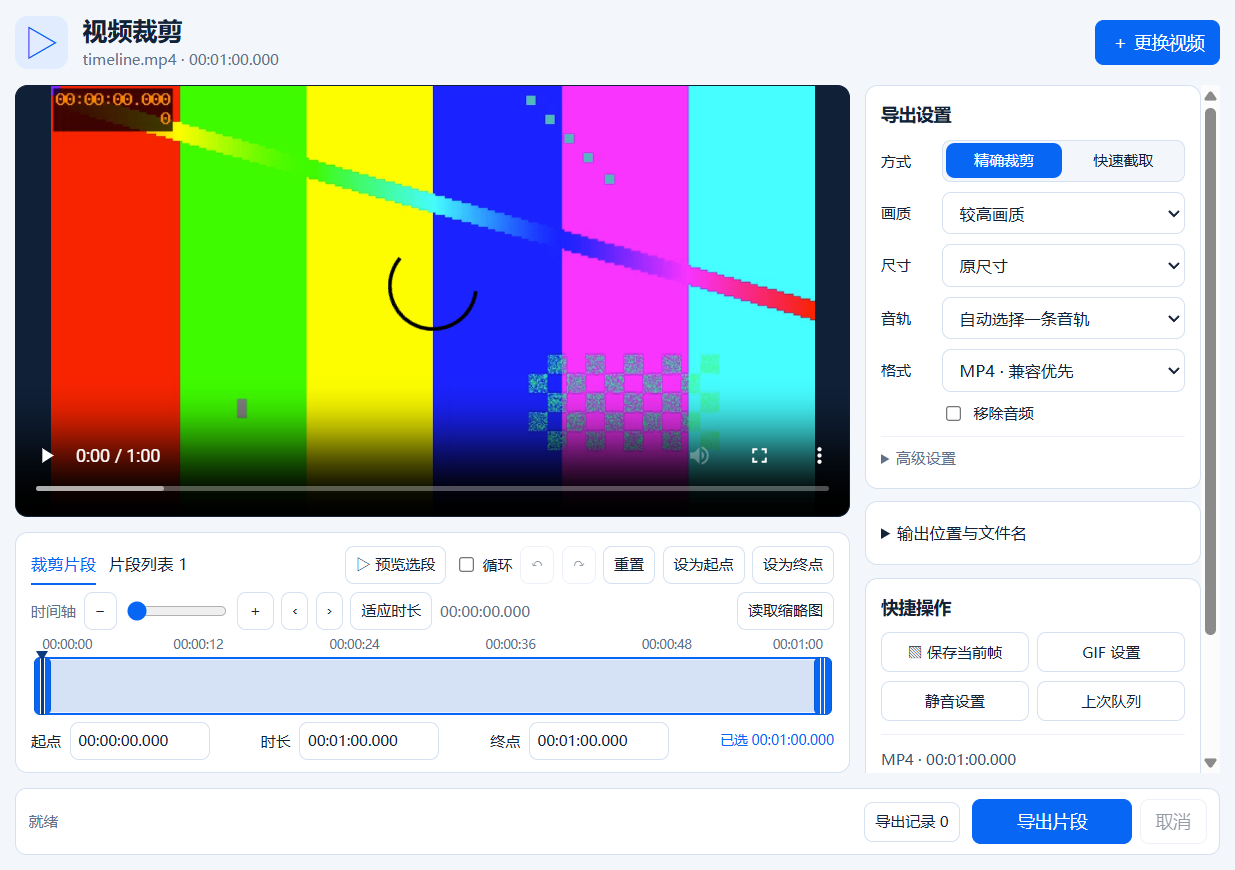 视频裁剪
timeline.mp4 · 00:01:00.000
+ 更换视频
00:00:00.000
0
0:00 / 1:00
导出设置
方式 精确裁剪 快速截取
画质 较高画质
尺寸 原尺寸
音轨 自动选择一条音轨
格式 MP4 · 兼容优先
移除音频
高级设置
输出位置与文件名
快捷操作
保存当前帧 GIF 设置
静音设置 上次队列
MP4 · 00:01:00.000
裁剪片段 片段列表 1 预览选段 循环 重置 设为起点 设为终点
时间轴 − + ‹ › 适应时长 00:00:00.000 读取缩略图
00:00:00 00:00:12 00:00:24 00:00:36 00:00:48 00:01:00
起点 00:00:00.000 时长 00:01:00.000 终点 00:01:00.000 已选 00:01:00.000
就绪 导出记录 0 导出片段 取消